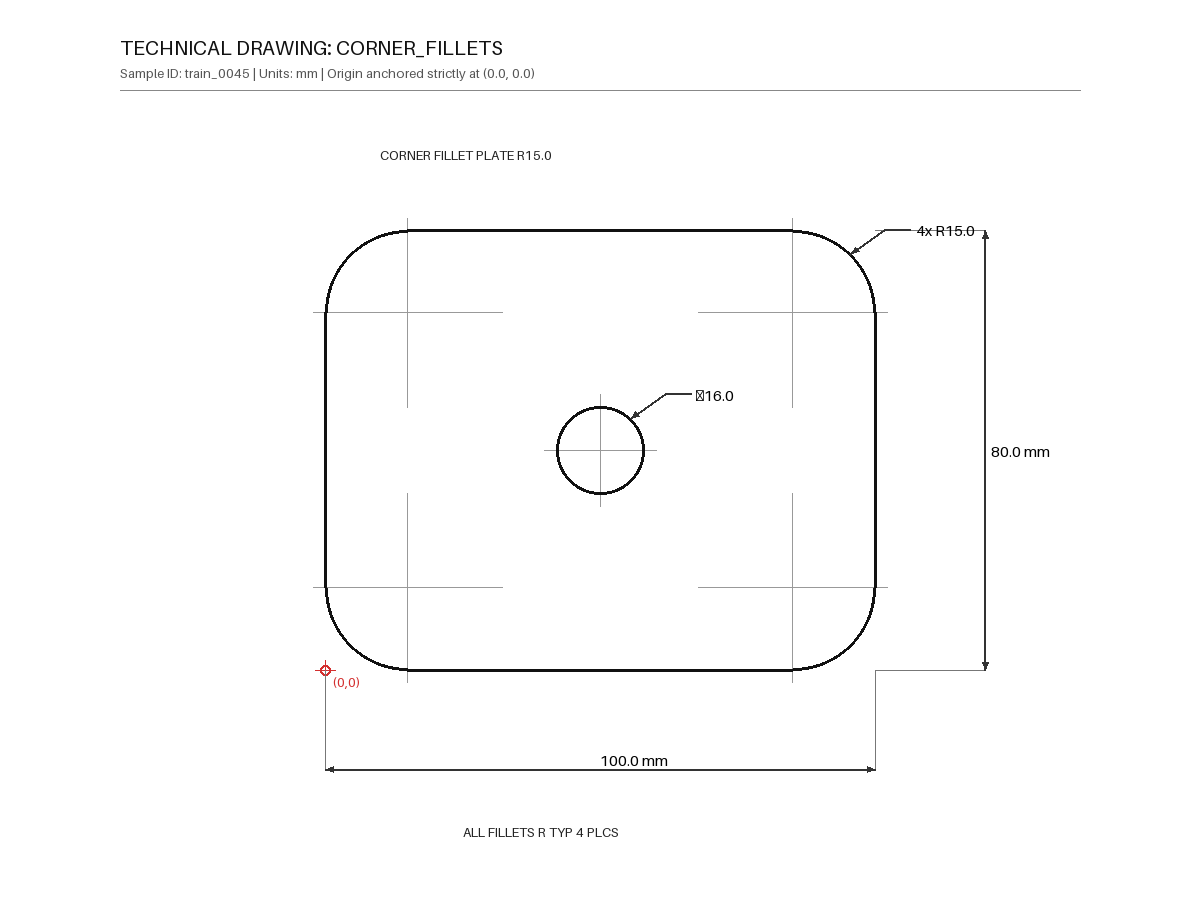 TECHNICAL DRAWING: CORNER_FILLETS
Sample ID: train_0045 | Units: mm | Origin anchored strictly at (0.0, 0.0)
CORNER FILLET PLATE R15.0
4x R15.0
16.0
80.0 mm
(0,0)
100.0 mm
ALL FILLETS R TYP 4 PLCS